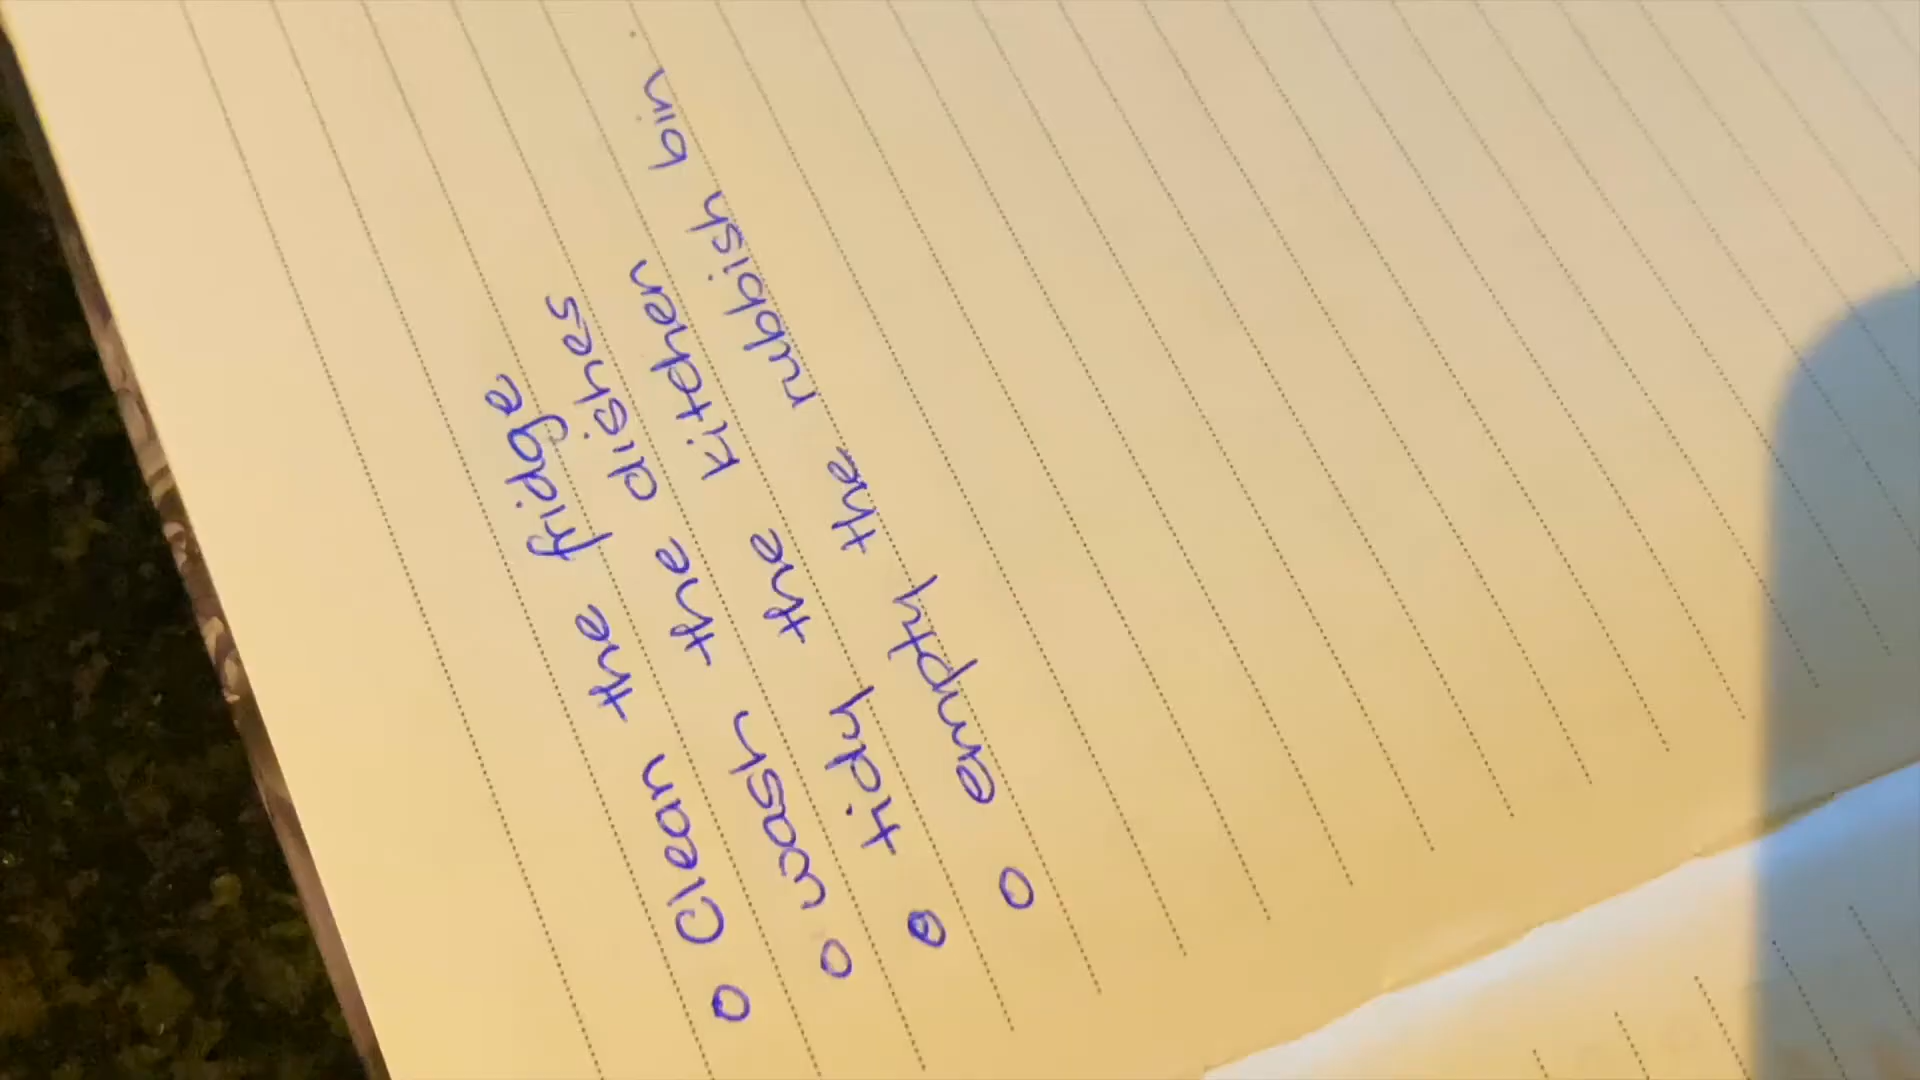 o Clean the fridge
o wash the dishes
o tidy the kitchen
o empty the rubbish bin.